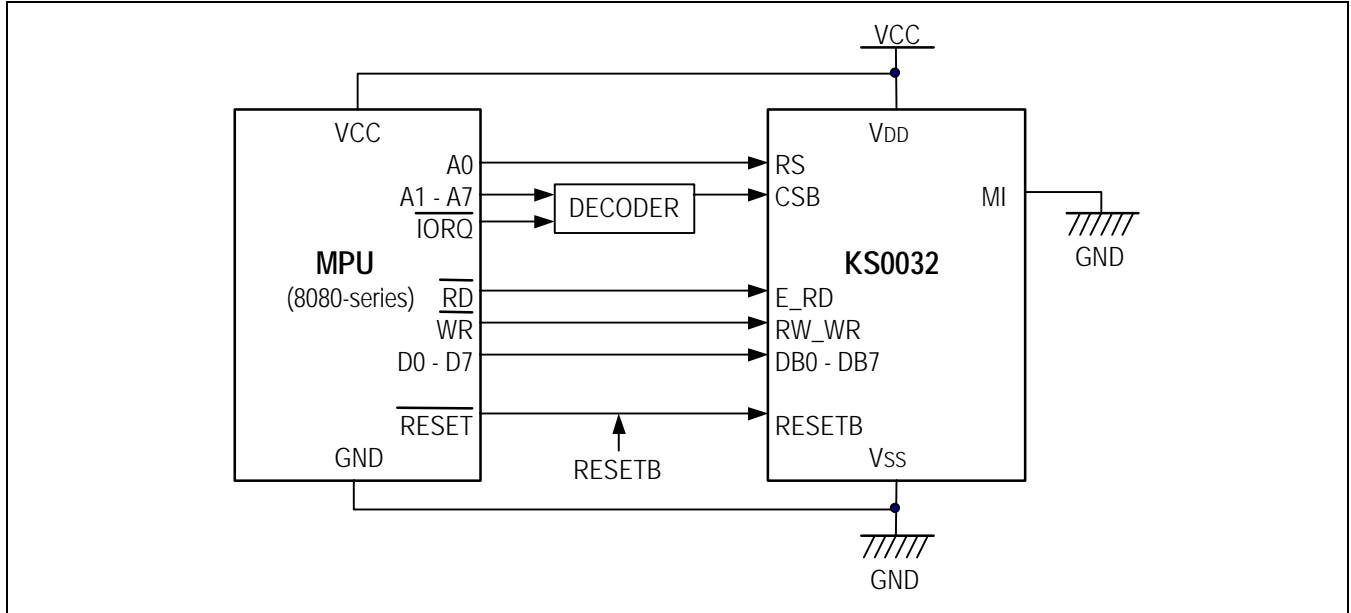 VCC
VCC
VDD
A0
RS
A1 - A7
DECODER
CSB
MI
IORQ
MPU
KS0032
GND
(8080-series)
RD
E_RD
WR
RW_WR
D0 - D7
DB0 - DB7
RESET
RESETB
GND
RESETB
VSS
GND